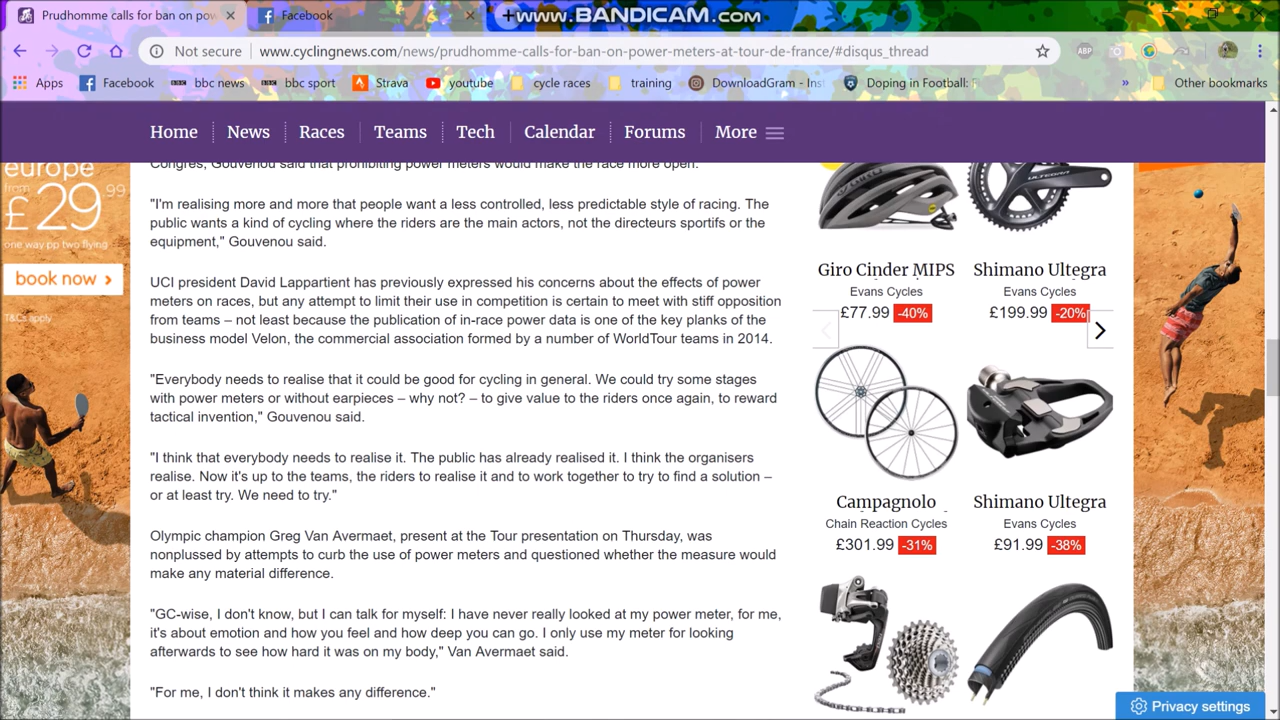 Prudhomme calls for ban on pow
Facebook
www.BANDICAM.com
Not secure
www.cyclingnews.com/news/prudhomme-calls-for-ban-on-power-meters-at-tour-de-france/#disqus_thread
ABP
Apps
Facebook
BBC bbc news
BBC bbc sport
Strava
youtube
cycle races
training
DownloadGram - Inst
Doping in Football:
»
Other bookmarks
Home
News
Races
Teams
Tech
Calendar
Forums
More
europe
from
£29.99
one way pp two flying
book now >
T&Cs apply
Congrès, Gouvenou said that prohibiting power meters would make the race more open.
"I'm realising more and more that people want a less controlled, less predictable style of racing. The
public wants a kind of cycling where the riders are the main actors, not the directeurs sportifs or the
equipment," Gouvenou said.
UCI president David Lappartient has previously expressed his concerns about the effects of power
meters on races, but any attempt to limit their use in competition is certain to meet with stiff opposition
from teams – not least because the publication of in-race power data is one of the key planks of the
business model Velon, the commercial association formed by a number of WorldTour teams in 2014.
"Everybody needs to realise that it could be good for cycling in general. We could try some stages
with power meters or without earpieces – why not? – to give value to the riders once again, to reward
tactical invention," Gouvenou said.
"I think that everybody needs to realise it. The public has already realised it. I think the organisers
realise. Now it's up to the teams, the riders to realise it and to work together to try to find a solution –
or at least try. We need to try."
Olympic champion Greg Van Avermaet, present at the Tour presentation on Thursday, was
nonplussed by attempts to curb the use of power meters and questioned whether the measure would
make any material difference.
"GC-wise, I don't know, but I can talk for myself: I have never really looked at my power meter, for me,
it's about emotion and how you feel and how deep you can go. I only use my meter for looking
afterwards to see how hard it was on my body," Van Avermaet said.
"For me, I don't think it makes any difference."
GIRO
ULTEGRA
Giro Cinder MIPS
Evans Cycles
£77.99 -40%
Shimano Ultegra
Evans Cycles
£199.99 -20%
Campagnolo
Chain Reaction Cycles
£301.99 -31%
Shimano Ultegra
Evans Cycles
£91.99 -38%
Privacy settings